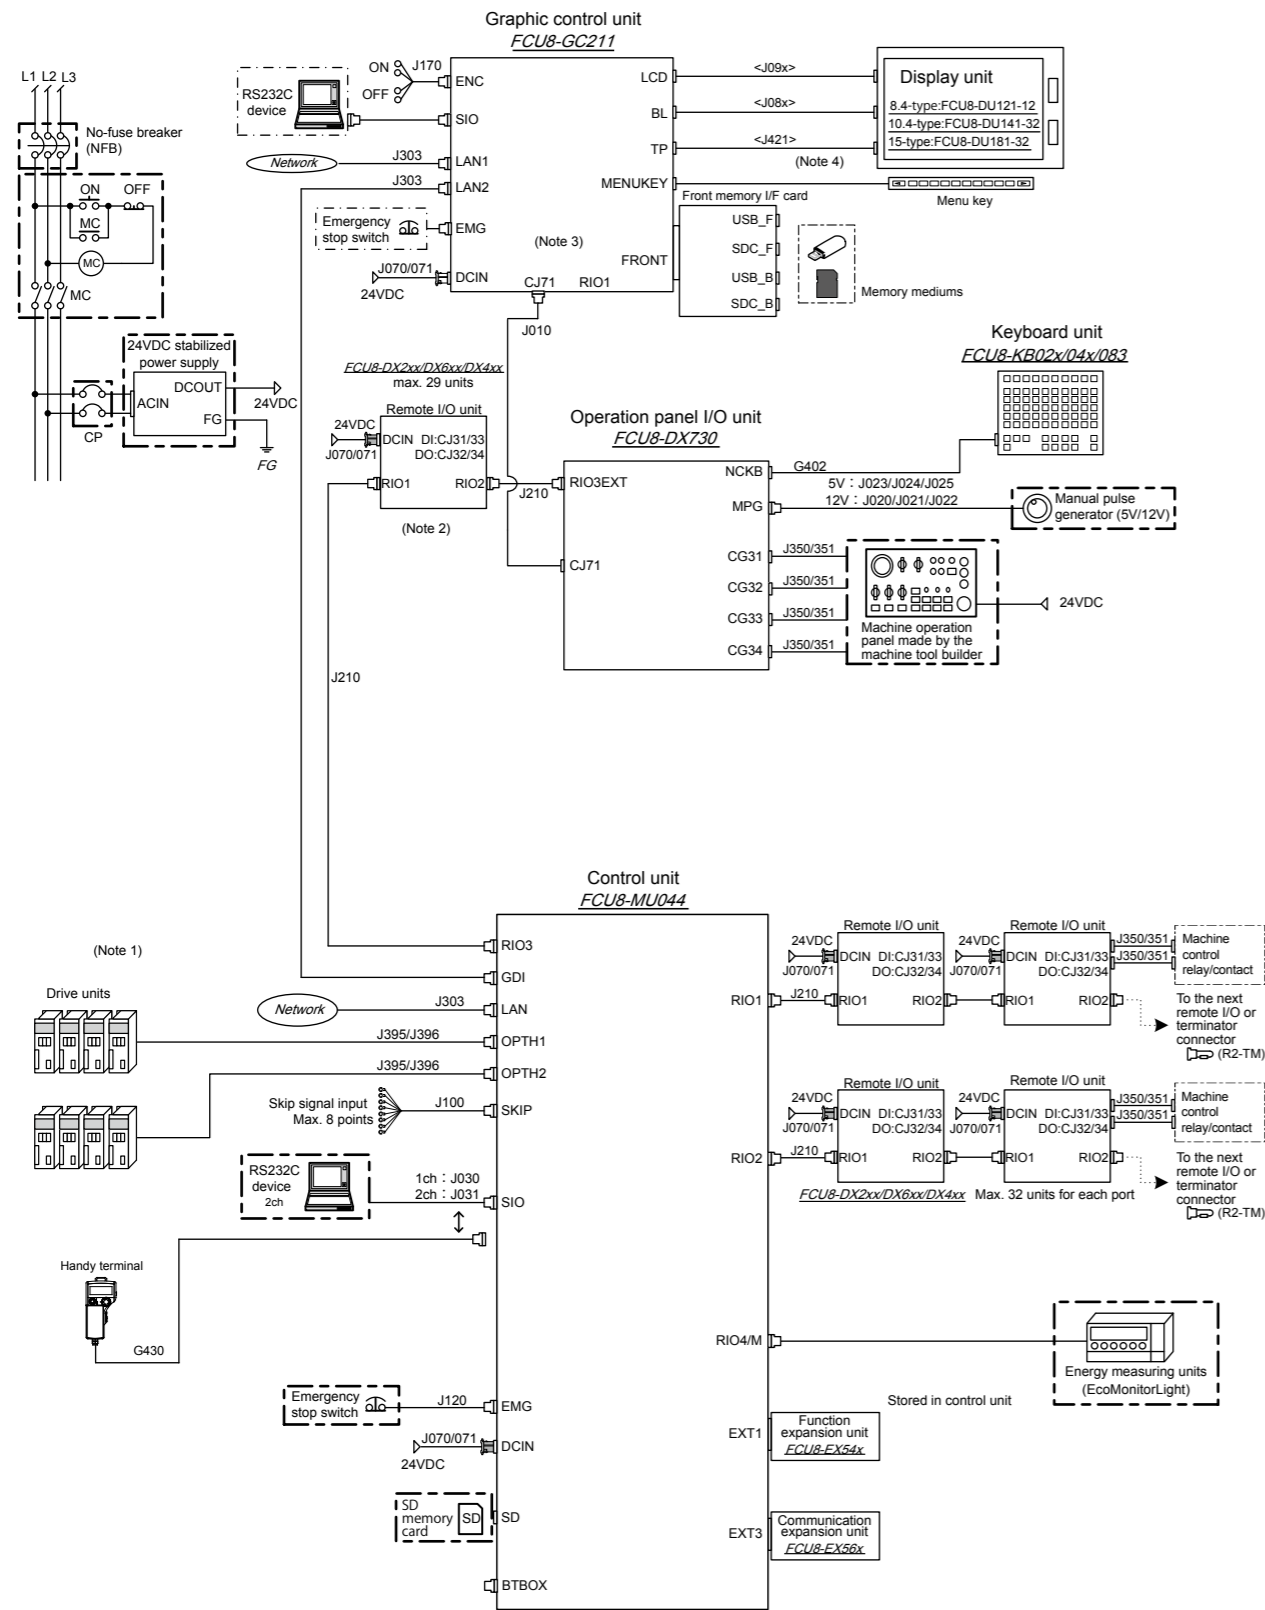 Graphic control unit
FCU8-GC211
L1 L2 L3
No-fuse breaker
(NFB)
ON
OFF
MC
MC
MC
24VDC stabilized
power supply
DCOUT
ACIN
FG
24VDC
CP
FG
RS232C
device
ON
OFF
J170
ENC
SIO
Network
J303
LAN1
J303
LAN2
Emergency
stop switch
EMG
J070/071
24VDC
DCIN
(Note 3)
CJ71
RIO1
J010
LCD
BL
TP
MENUKEY
FRONT
<J09x>
<J08x>
<J421>
(Note 4)
Display unit
8.4-type:FCU8-DU121-12
10.4-type:FCU8-DU141-32
15-type:FCU8-DU181-32
Menu key
Front memory I/F card
USB_F
SDC_F
USB_B
SDC_B
Memory mediums
Keyboard unit
FCU8-KB02x/04x/083
FCU8-DX2xx/DX6xx/DX4xx
max. 29 units
Remote I/O unit
24VDC
J070/071
DCIN DI:CJ31/33
DO:CJ32/34
RIO1
RIO2
J210
(Note 2)
Operation panel I/O unit
FCU8-DX730
RIO3EXT
CJ71
NCKB
MPG
CG31
CG32
CG33
CG34
G402
5V : J023/J024/J025
12V : J020/J021/J022
Manual pulse
generator (5V/12V)
J350/351
J350/351
J350/351
J350/351
Machine operation
panel made by the
machine tool builder
24VDC
J210
Control unit
FCU8-MU044
(Note 1)
Drive units
RIO3
GDI
Network
J303
LAN
J395/J396
OPTH1
J395/J396
OPTH2
Skip signal input
Max. 8 points
J100
SKIP
RS232C
device
2ch
1ch : J030
2ch : J031
SIO
Handy terminal
G430
Emergency
stop switch
J120
EMG
J070/071
24VDC
DCIN
SD
memory
card
SD
SD
BTBOX
RIO1
J210
Remote I/O unit
24VDC
J070/071
DCIN DI:CJ31/33
DO:CJ32/34
RIO1
RIO2
Remote I/O unit
24VDC
J070/071
DCIN DI:CJ31/33
DO:CJ32/34
RIO1
RIO2
J350/351
J350/351
Machine
control
relay/contact
To the next
remote I/O or
terminator
connector
(R2-TM)
RIO2
J210
Remote I/O unit
24VDC
J070/071
DCIN DI:CJ31/33
DO:CJ32/34
RIO1
RIO2
Remote I/O unit
24VDC
J070/071
DCIN DI:CJ31/33
DO:CJ32/34
RIO1
RIO2
J350/351
J350/351
Machine
control
relay/contact
To the next
remote I/O or
terminator
connector
(R2-TM)
FCU8-DX2xx/DX6xx/DX4xx Max. 32 units for each port
RIO4/M
Energy measuring units
(EcoMonitorLight)
Stored in control unit
EXT1
Function
expansion unit
FCU8-EX54x
EXT3
Communication
expansion unit
FCU8-EX56x